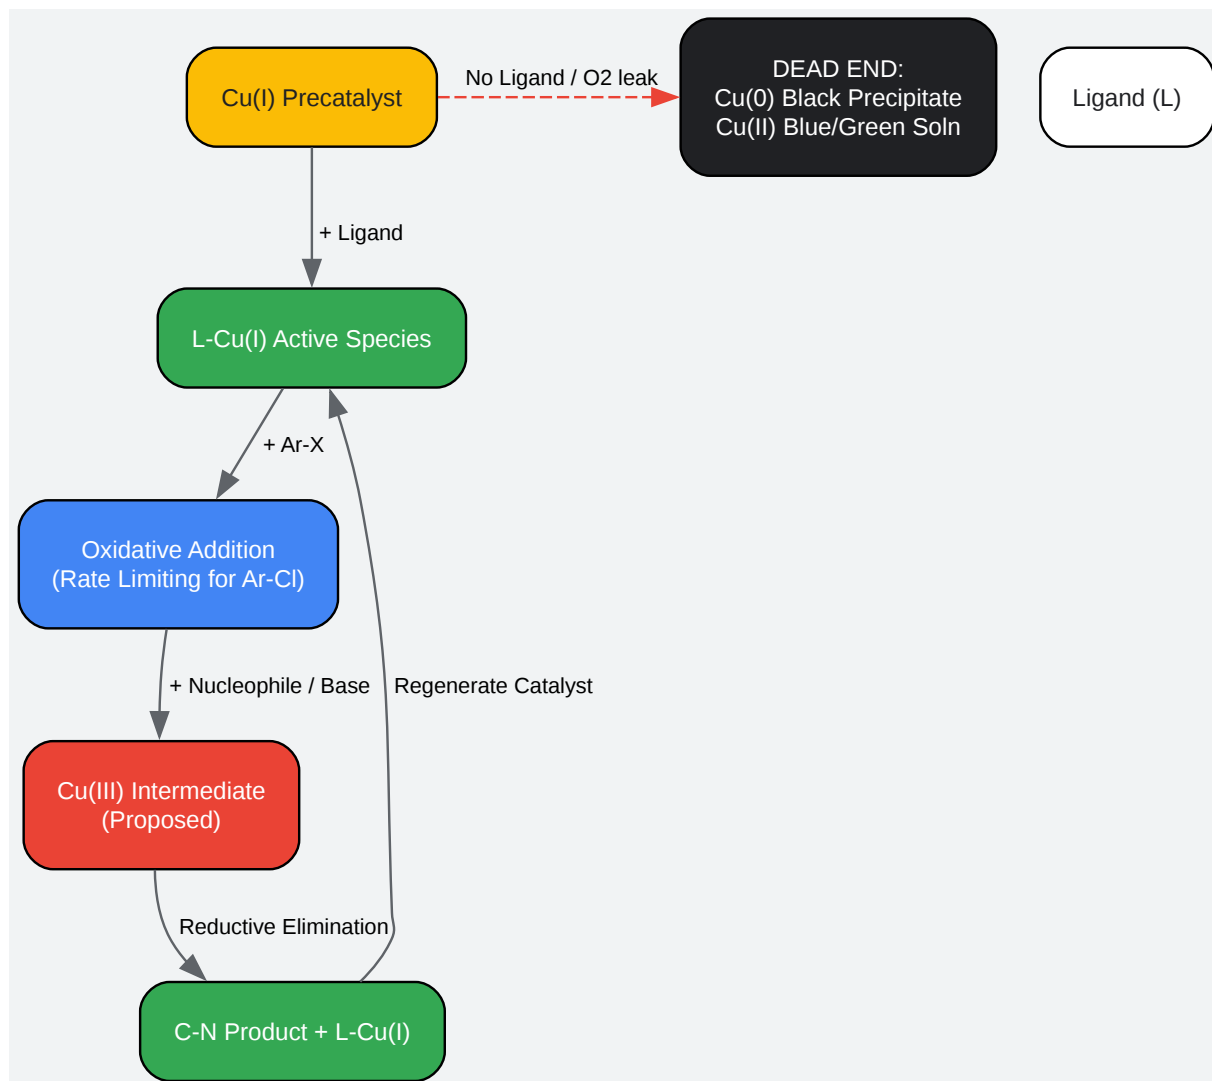 Cu(I) Precatalyst
No Ligand / O2 leak
DEAD END:
Cu(0) Black Precipitate
Cu(II) Blue/Green Soln
Ligand (L)
+ Ligand
L-Cu(I) Active Species
+ Ar-X
Oxidative Addition
(Rate Limiting for Ar-Cl)
+ Nucleophile / Base
Regenerate Catalyst
Cu(III) Intermediate
(Proposed)
Reductive Elimination
C-N Product + L-Cu(I)